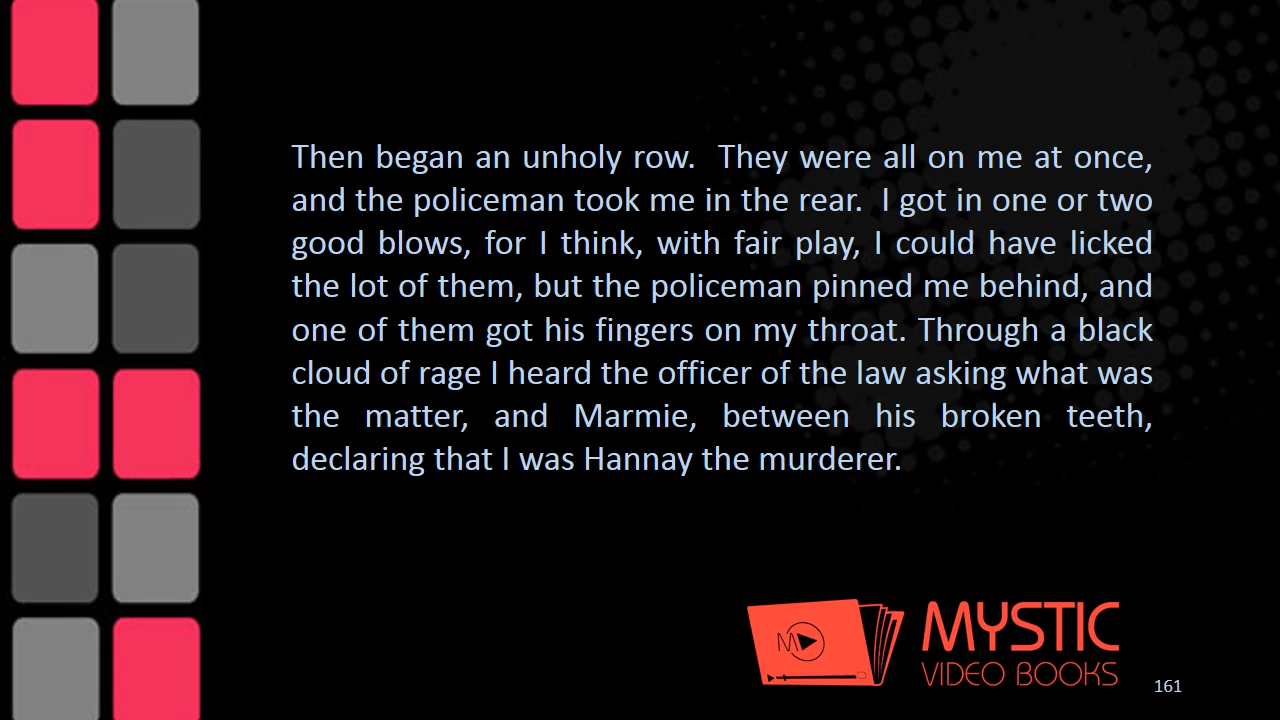 Then began an unholy row.  They were all on me at once,
and the policeman took me in the rear.  I got in one or two
good blows, for I think, with fair play, I could have licked
the lot of them, but the policeman pinned me behind, and
one of them got his fingers on my throat. Through a black
cloud of rage I heard the officer of the law asking what was
the matter, and Marmie, between his broken teeth,
declaring that I was Hannay the murderer.
M
MYSTIC
VIDEO BOOKS
161